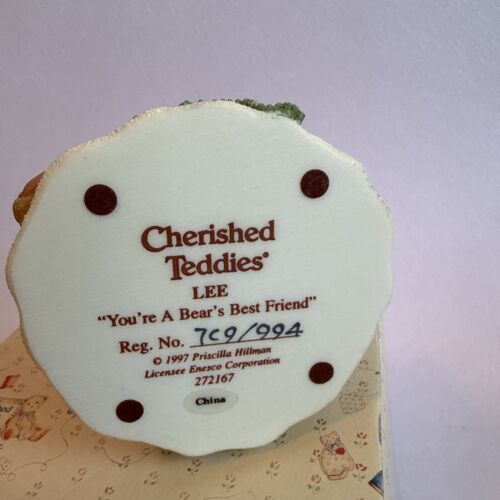 Cherished
Teddies®
LEE
"You're A Bear's Best Friend"
Reg. No. 7C9/994
© 1997 Priscilla Hillman
Licensee Enesco Corporation
272167
China